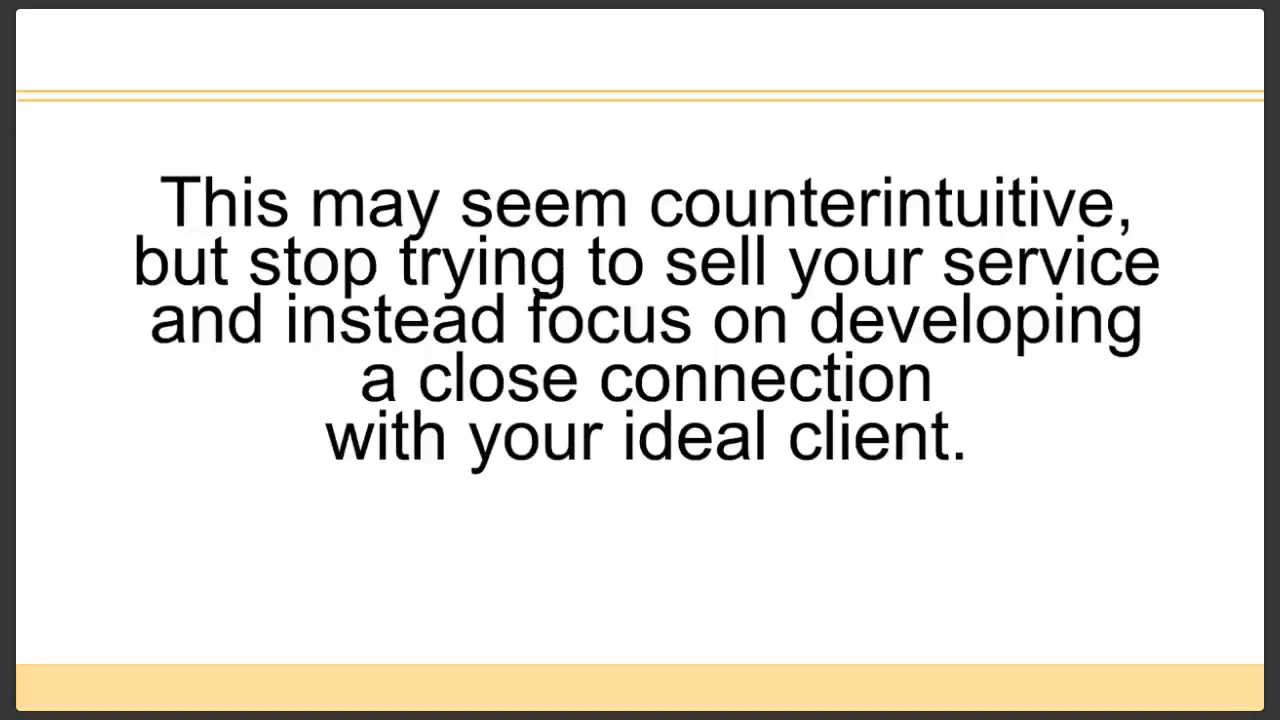 This may seem counterintuitive,
but stop trying to sell your service
and instead focus on developing
a close connection
with your ideal client.